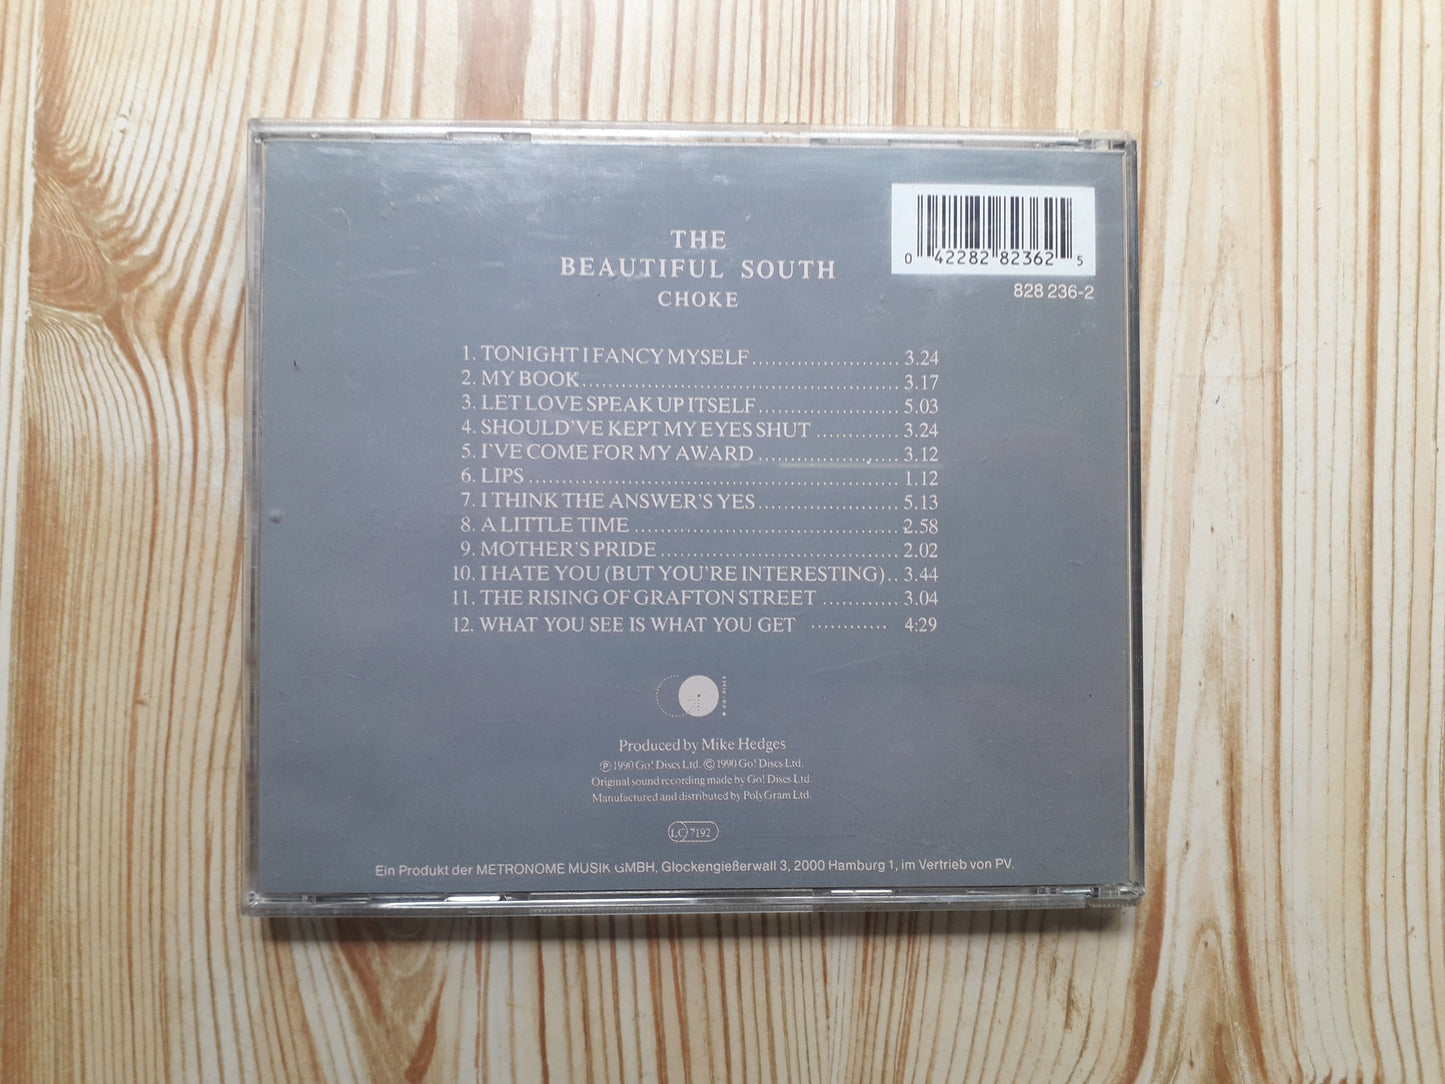 0 42282 82362 5
828 236-2
THE
BEAUTIFUL SOUTH
CHOKE
1. TONIGHT I FANCY MYSELF....................... 3.24
2. MY BOOK................................................. 3.17
3. LET LOVE SPEAK UP ITSELF...................... 5.03
4. SHOULD'VE KEPT MY EYES SHUT ............. 3.24
5. I'VE COME FOR MY AWARD ...................... 3.12
6. LIPS .......................................................... 1.12
7. I THINK THE ANSWER'S YES ...................... 5.13
8. A LITTLE TIME .......................................... 2.58
9. MOTHER'S PRIDE ..................................... 2.02
10. I HATE YOU (BUT YOU'RE INTERESTING) .. 3.44
11. THE RISING OF GRAFTON STREET ............ 3.04
12. WHAT YOU SEE IS WHAT YOU GET ............ 4:29
Produced by Mike Hedges
Ⓟ 1990 Go! Discs Ltd. © 1990 Go! Discs Ltd.
Original sound recording made by Go! Discs Ltd.
Manufactured and distributed by PolyGram Ltd.
LC 7192
Ein Produkt der METRONOME MUSIK GMBH, Glockengießerwall 3, 2000 Hamburg 1, im Vertrieb von PV.